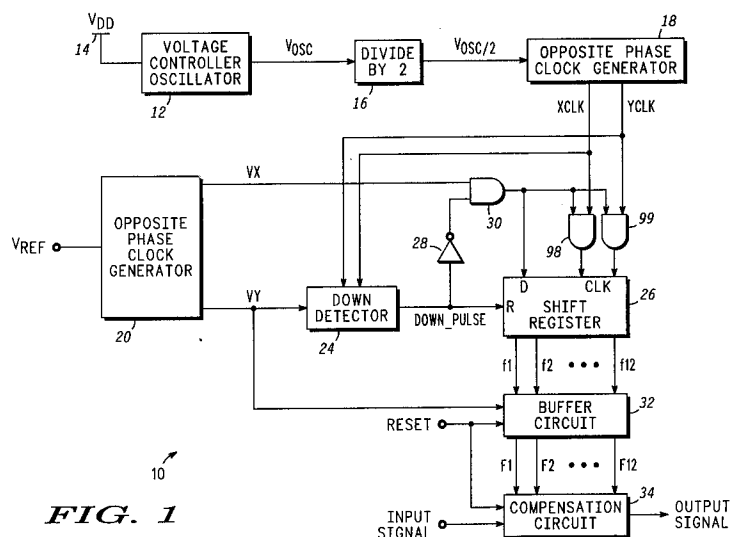 VDD
14
VOLTAGE
CONTROLLER
OSCILLATOR
12
VOSC
DIVIDE
BY 2
16
VOSC/2
18
OPPOSITE PHASE
CLOCK GENERATOR
XCLK
YCLK
VX
30
99
98
VREF
OPPOSITE
PHASE
CLOCK
GENERATOR
20
28
VY
DOWN
DETECTOR
24
DOWN_PULSE
D
CLK
R
SHIFT
REGISTER
26
f1
f2
• • •
f12
BUFFER
CIRCUIT
32
RESET
F1
F2
• • •
F12
10
34
COMPENSATION
CIRCUIT
INPUT
SIGNAL
OUTPUT
SIGNAL
FIG. 1